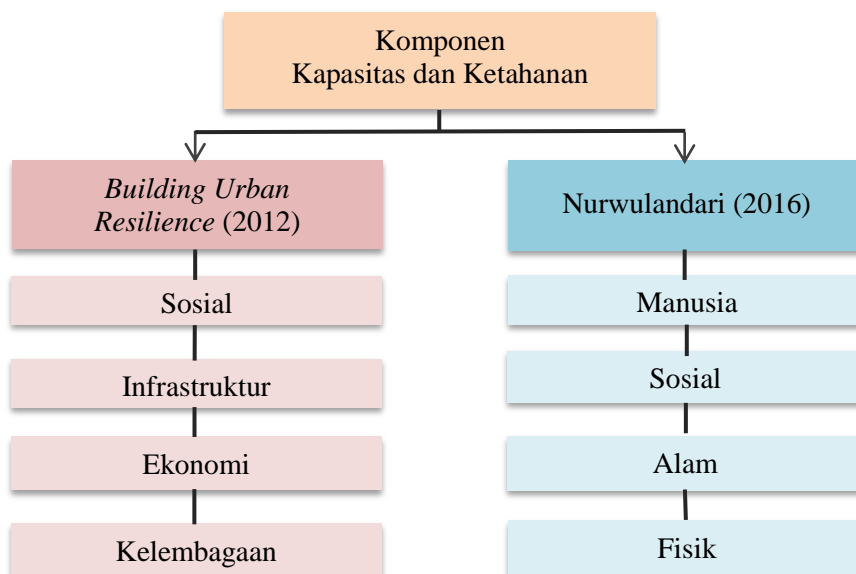 Komponen
Kapasitas dan Ketahanan
Building Urban
Resilience (2012)
Sosial
Infrastruktur
Ekonomi
Kelembagaan
Nurwulandari (2016)
Manusia
Sosial
Alam
Fisik